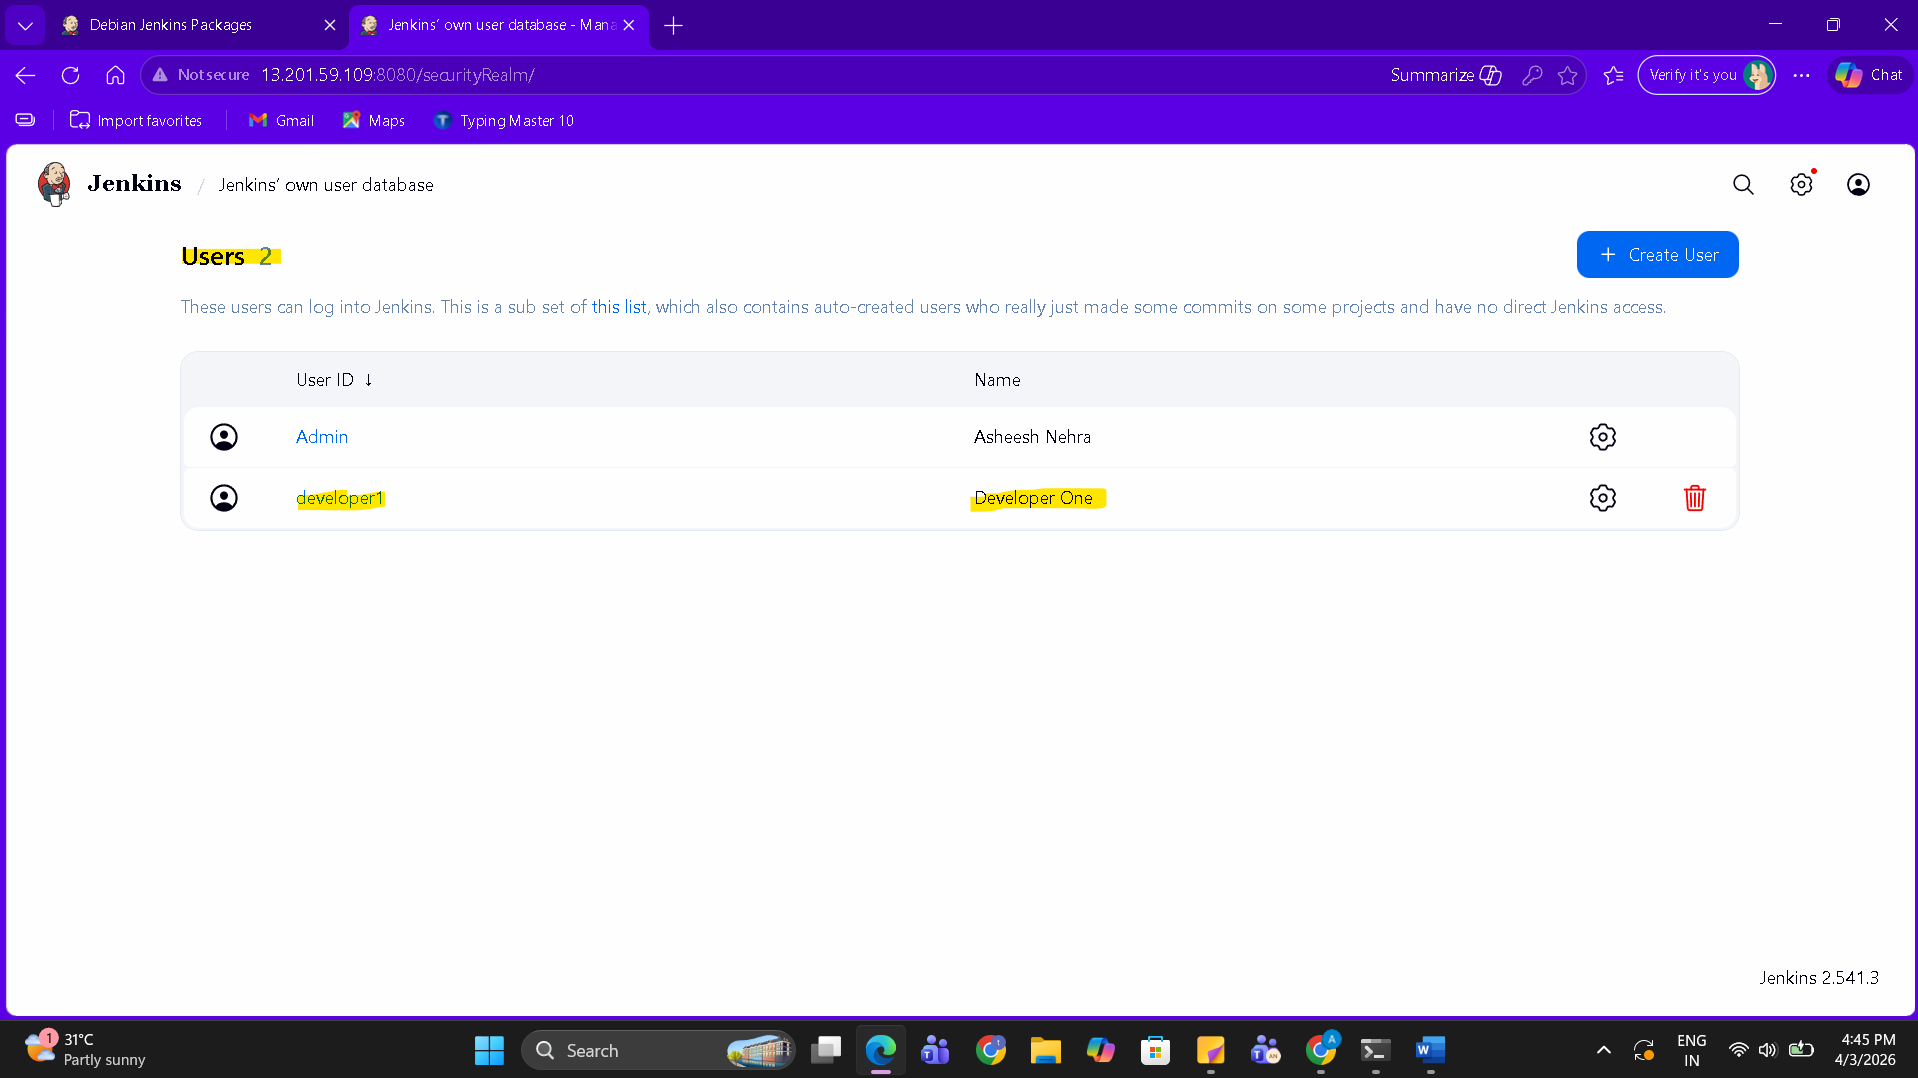 Debian Jenkins Packages
Jenkins' own user database - Mana
Not secure 13.201.59.109:8080/securityRealm/
Summarize
Verify it's you
Chat
Import favorites
Gmail
Maps
T Typing Master 10
Jenkins / Jenkins' own user database
Users 2
+ Create User
These users can log into Jenkins. This is a sub set of this list, which also contains auto-created users who really just made some commits on some projects and have no direct Jenkins access.
User ID ↓ Name
Admin Asheesh Nehra
developer1 Developer One
Jenkins 2.541.3
1
31°C
Partly sunny
Search
ENG
IN
4:45 PM
4/3/2026